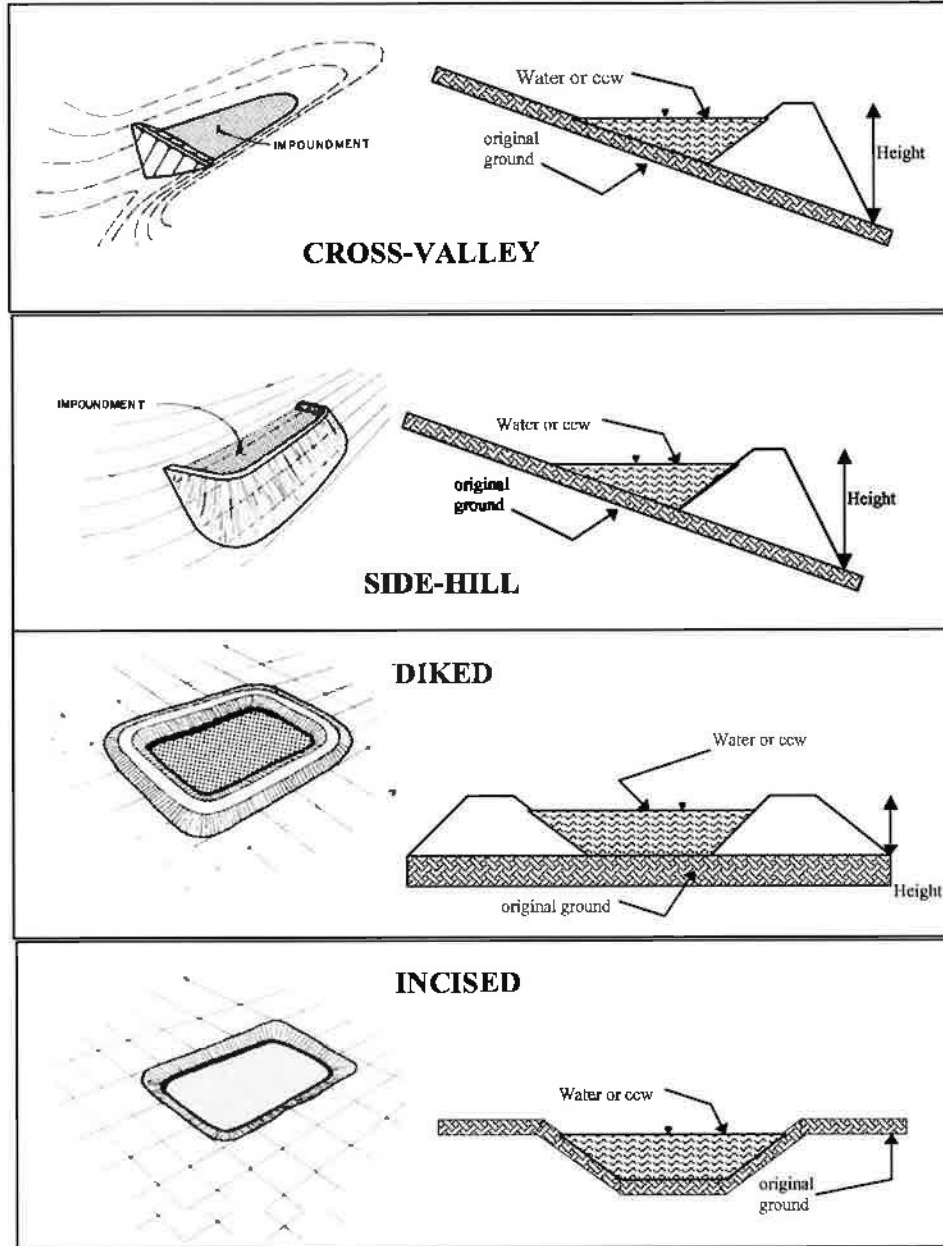 Water or ccw
IMPOUNDMENT
original
ground
Height
CROSS-VALLEY
IMPOUNDMENT
Water or ccw
original
ground
Height
SIDE-HILL
DIKED
Water or ccw
original ground
Height
INCISED
Water or ccw
original
ground